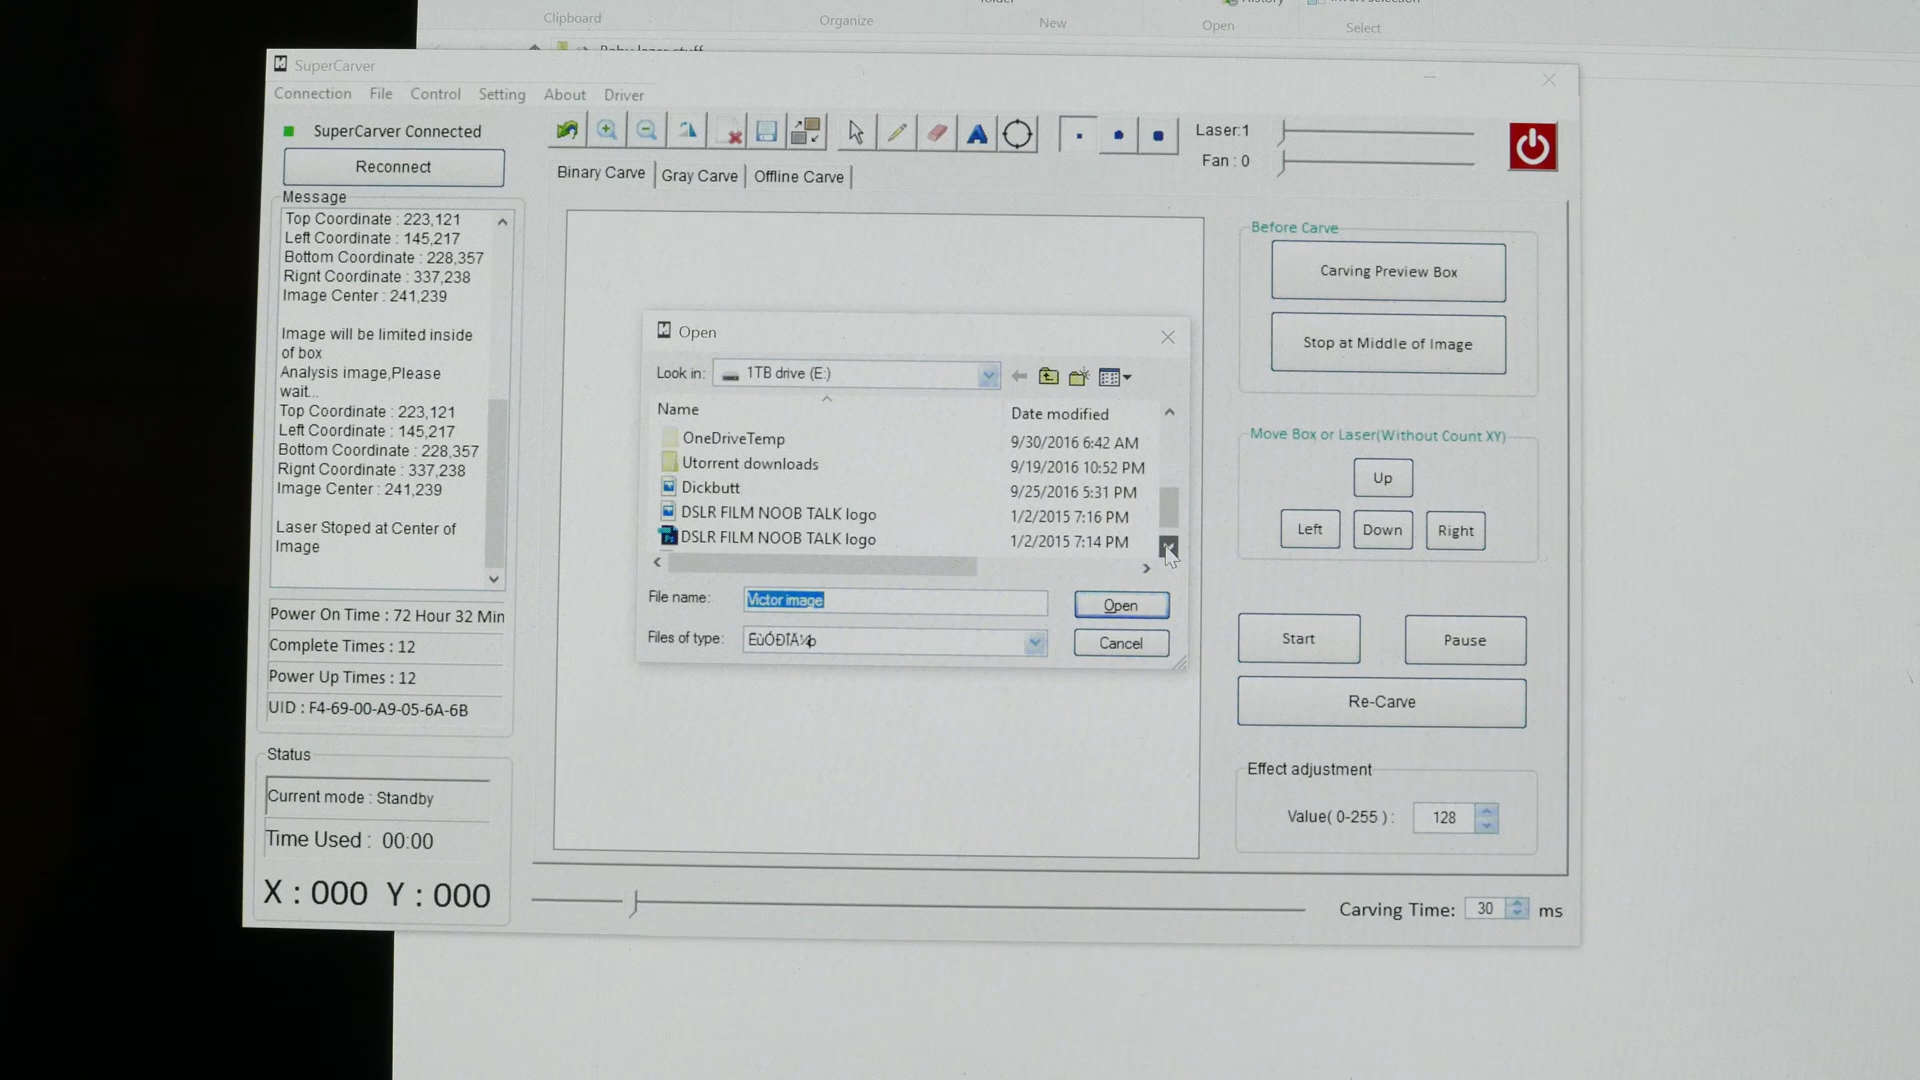 Clipboard
Organize
New
Open
Select
SuperCarver
Connection File Control Setting About Driver
SuperCarver Connected
Reconnect
Laser:1
Fan : 0
Binary Carve Gray Carve Offline Carve
Message
Top Coordinate : 223,121
Left Coordinate : 145,217
Bottom Coordinate : 228,357
Rignt Coordinate : 337,238
Image Center : 241,239
Image will be limited inside
of box
Analysis image,Please
wait...
Top Coordinate : 223,121
Left Coordinate : 145,217
Bottom Coordinate : 228,357
Rignt Coordinate : 337,238
Image Center : 241,239
Laser Stoped at Center of
Image
Power On Time : 72 Hour 32 Min
Complete Times : 12
Power Up Times : 12
UID : F4-69-00-A9-05-6A-6B
Status
Current mode : Standby
Time Used : 00:00
X : 000 Y : 000
Open
Look in: 1TB drive (E:)
Name Date modified
OneDriveTemp 9/30/2016 6:42 AM
Utorrent downloads 9/19/2016 10:52 PM
Dickbutt 9/25/2016 5:31 PM
DSLR FILM NOOB TALK logo 1/2/2015 7:16 PM
Ps DSLR FILM NOOB TALK logo 1/2/2015 7:14 PM
File name: Victor image Open
Files of type: Cancel
Before Carve
Carving Preview Box
Stop at Middle of Image
Move Box or Laser(Without Count XY)
Up
Left Down Right
Start Pause
Re-Carve
Effect adjustment
Value( 0-255 ) : 128
Carving Time: 30 ms